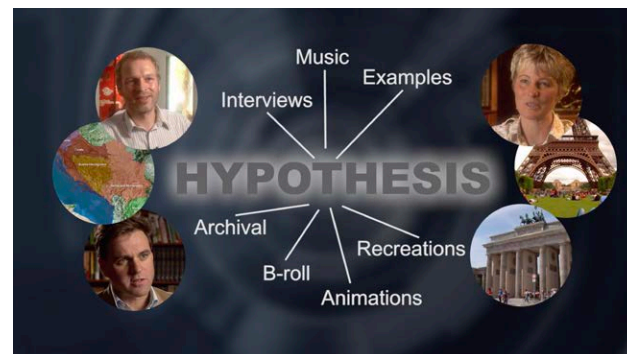 Music
Examples
Interviews
HYPOTHESIS
Archival
Recreations
B-roll
Animations